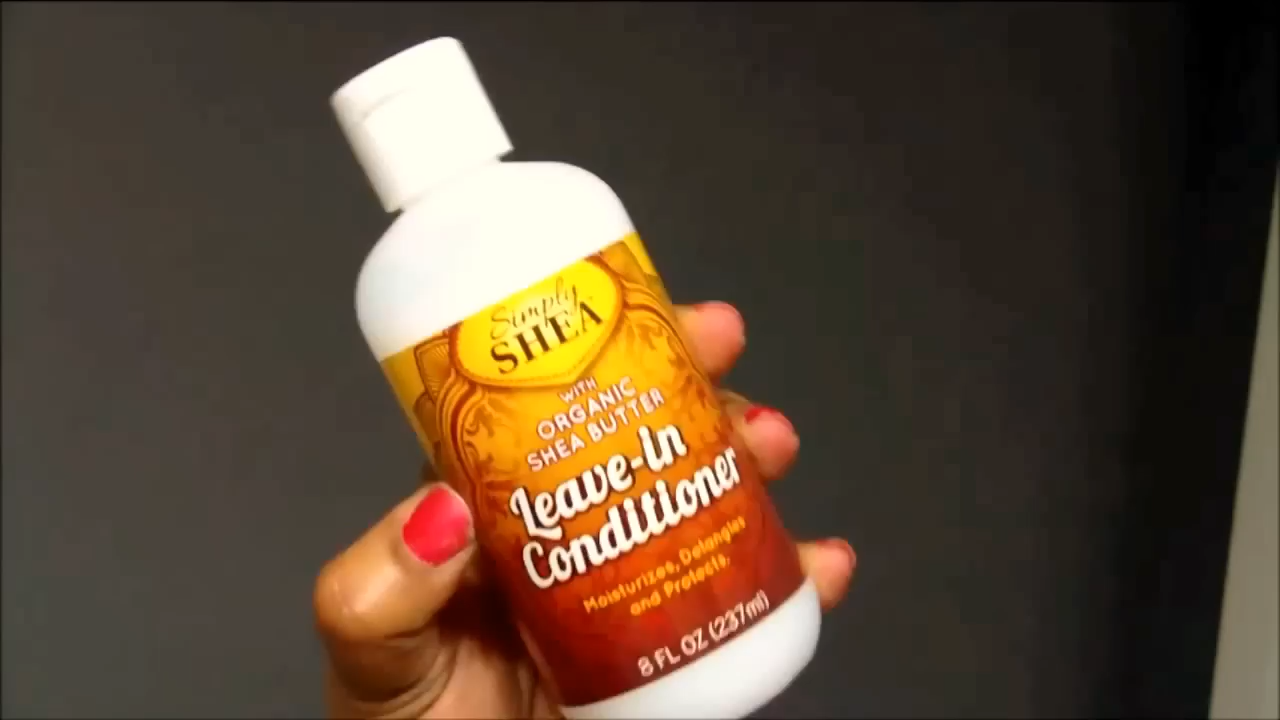 Simply
SHEA
WITH
ORGANIC
SHEA BUTTER
Leave-In
Conditioner
Moisturizes, Detangles
and Protects.
8 FL OZ (237ml)